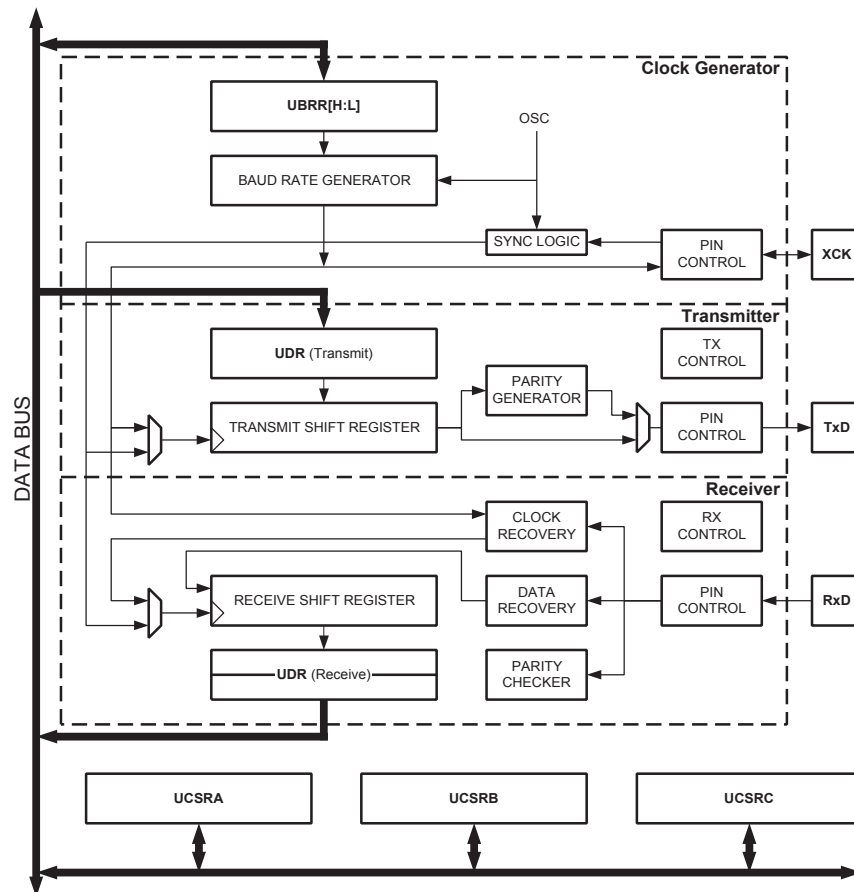 Clock Generator
UBRR[H:L]
OSC
BAUD RATE GENERATOR
SYNC LOGIC
PIN
CONTROL
XCK
Transmitter
UDR (Transmit)
TX
CONTROL
PARITY
GENERATOR
TRANSMIT SHIFT REGISTER
PIN
CONTROL
TxD
DATA BUS
Receiver
CLOCK
RECOVERY
RX
CONTROL
RECEIVE SHIFT REGISTER
DATA
RECOVERY
PIN
CONTROL
RxD
UDR (Receive)
PARITY
CHECKER
UCSRA
UCSRB
UCSRC